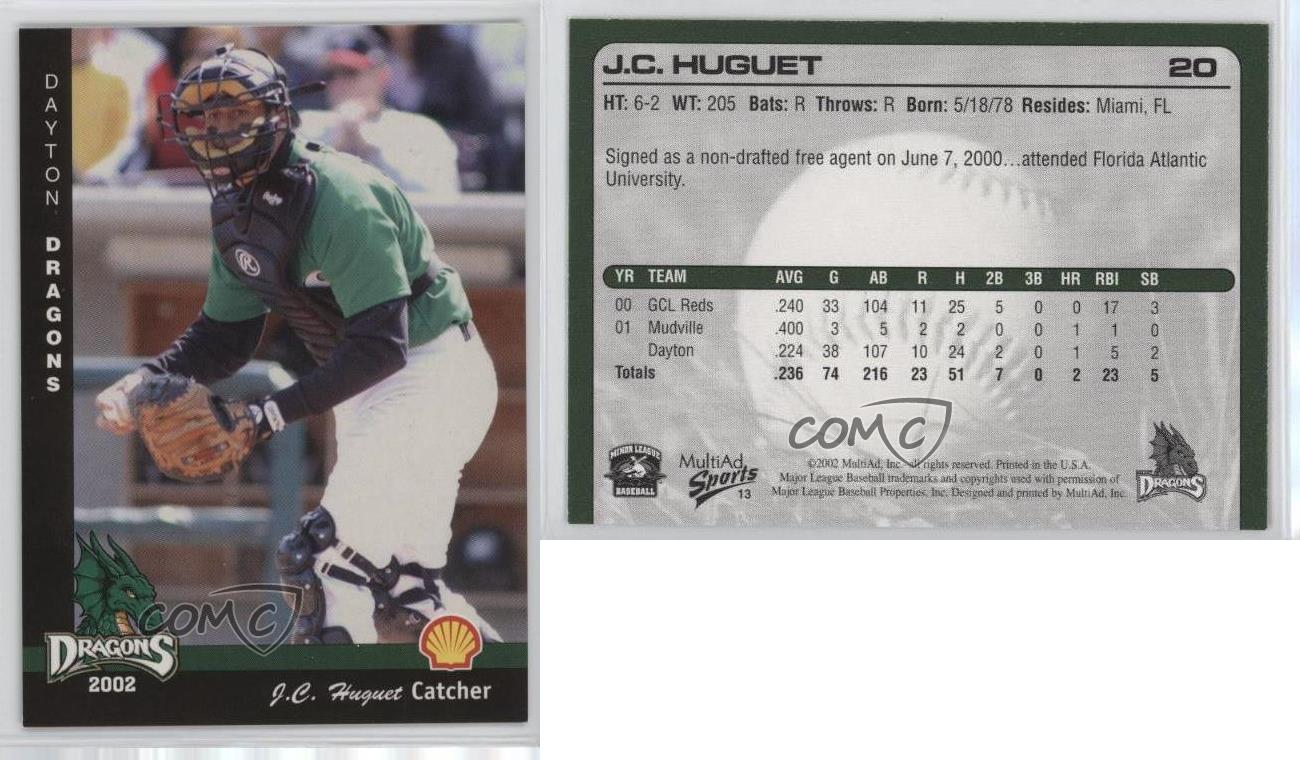 DAYTON DRAGONS
DRAGONS
2002
J.C. Huguet Catcher
COMC
J.C. HUGUET 20
HT: 6-2 WT: 205 Bats: R Throws: R Born: 5/18/78 Resides: Miami, FL
Signed as a non-drafted free agent on June 7, 2000...attended Florida Atlantic
University.
YR TEAM AVG G AB R H 2B 3B HR RBI SB
00 GCL Reds .240 33 104 11 25 5 0 0 17 3
01 Mudville .400 3 5 2 2 0 0 1 1 0
Dayton .224 38 107 10 24 2 0 1 5 2
Totals .236 74 216 23 51 7 0 2 23 5
COMC
MINOR LEAGUE
BASEBALL
MultiAd
Sports
13
©2002 MultiAd, Inc. all rights reserved. Printed in the U.S.A.
Major League Baseball trademarks and copyrights used with permission of
Major League Baseball Properties, Inc. Designed and printed by MultiAd, Inc.
DRAGONS